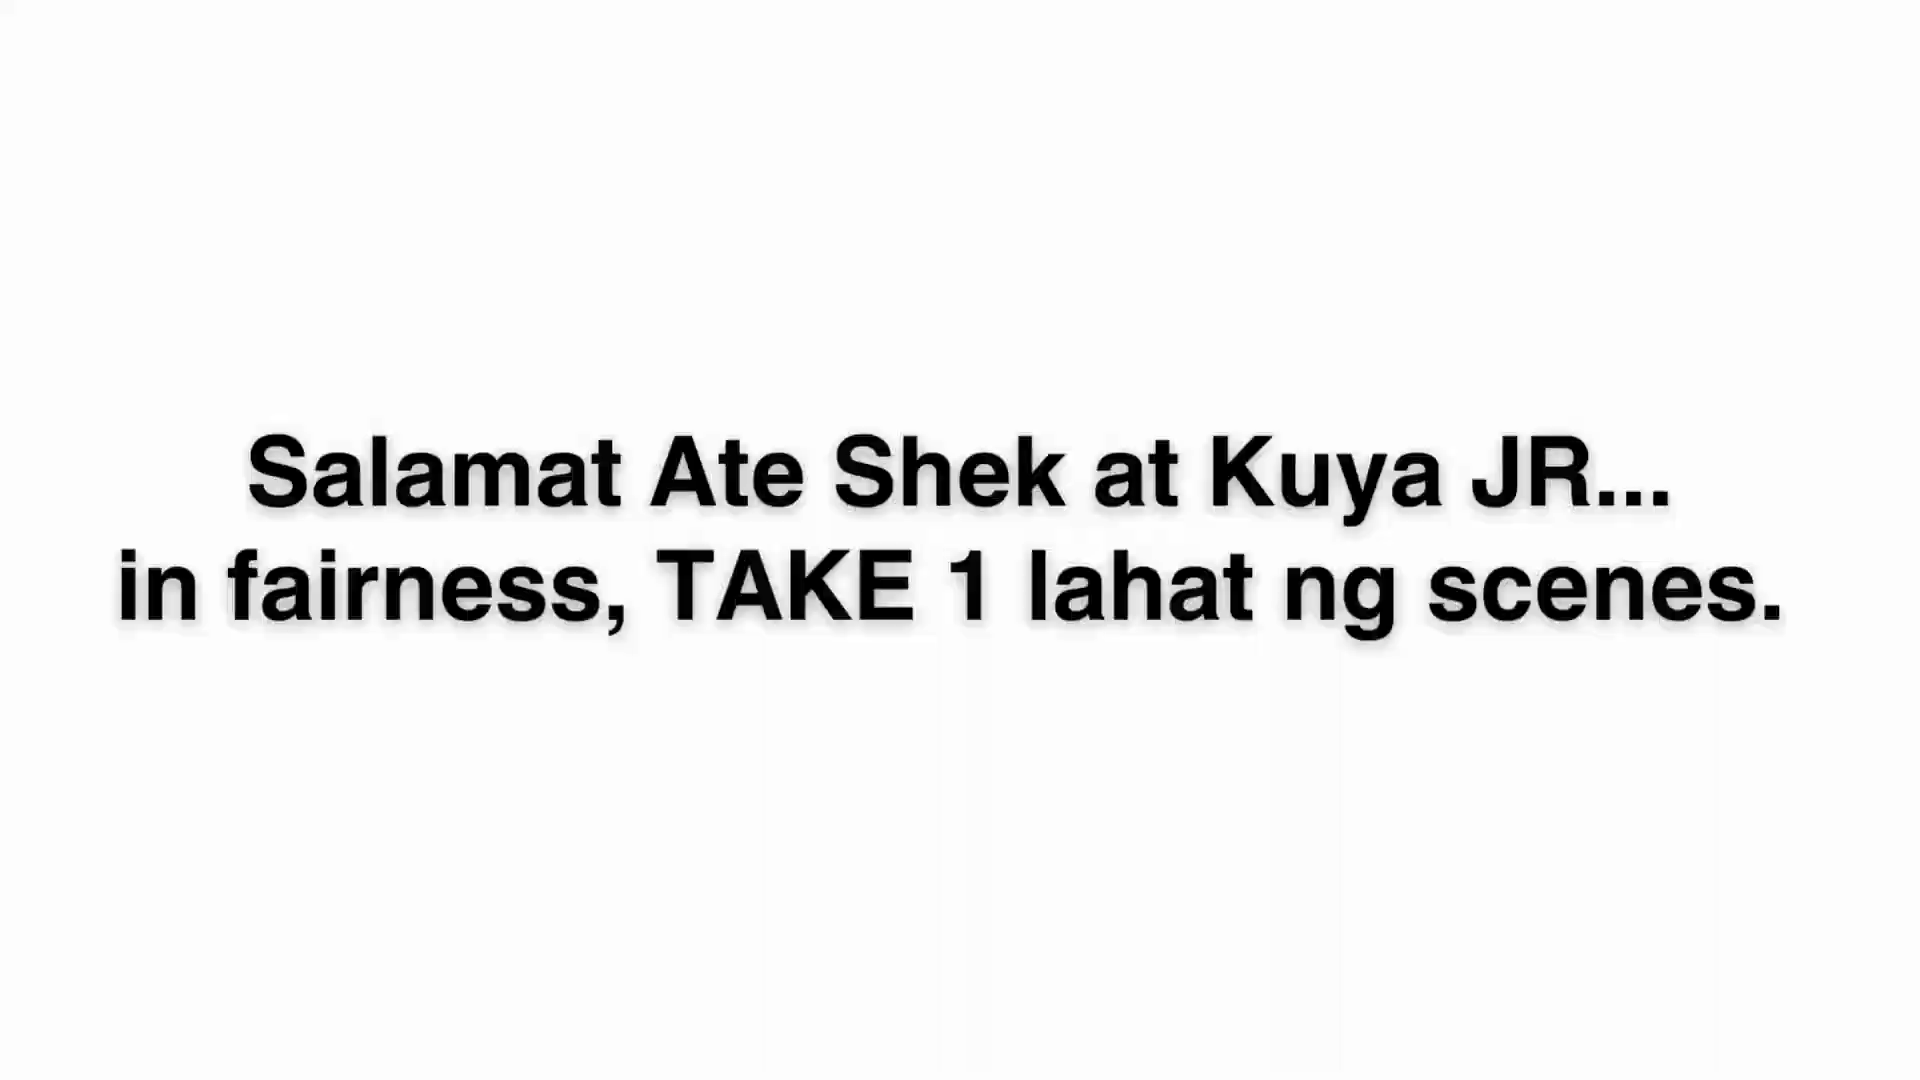 Salamat Ate Shek at Kuya JR...
in fairness, TAKE 1 lahat ng scenes.